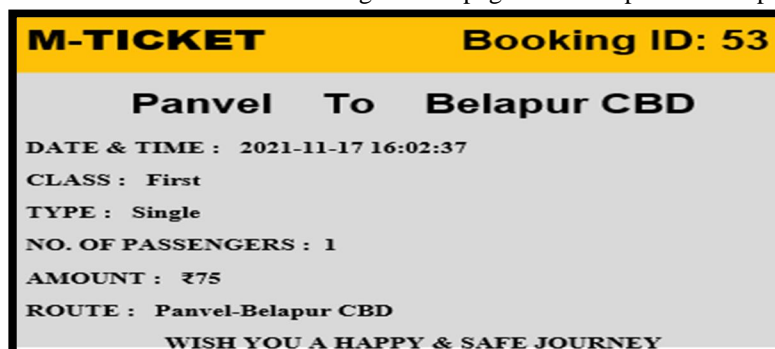 M-TICKET Booking ID: 53
Panvel To Belapur CBD
DATE & TIME : 2021-11-17 16:02:37
CLASS : First
TYPE : Single
NO. OF PASSENGERS : 1
AMOUNT : ₹75
ROUTE : Panvel-Belapur CBD
WISH YOU A HAPPY & SAFE JOURNEY